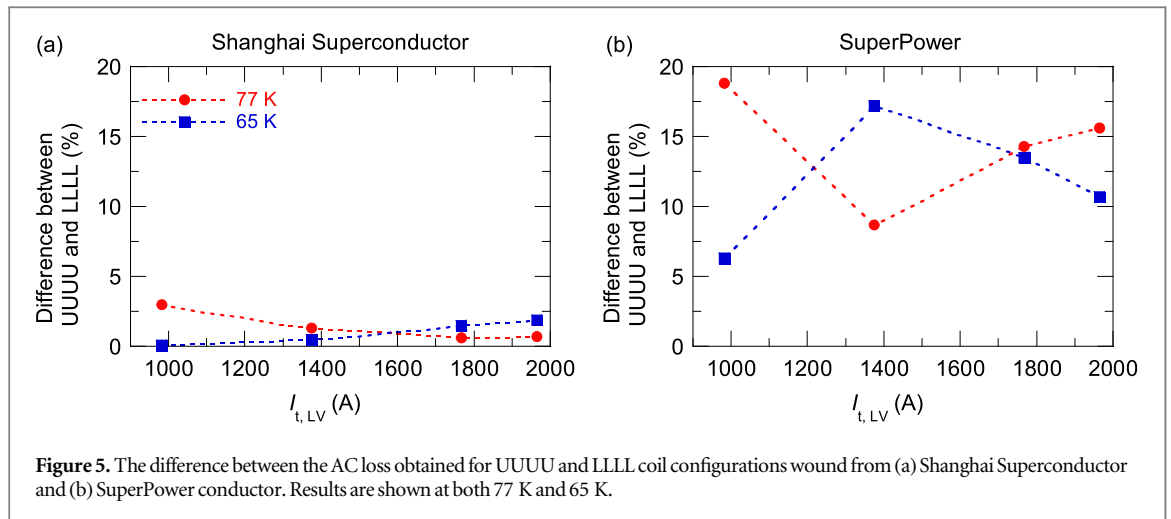 (a) Shanghai Superconductor
20
15
10
5
0
Difference between
UUUU and LLLL (%)
77 K
65 K
1000 1200 1400 1600 1800 2000
I t, LV (A)
(b) SuperPower
20
15
10
5
0
Difference between
UUUU and LLLL (%)
1000 1200 1400 1600 1800 2000
I t, LV (A)
Figure 5. The difference between the AC loss obtained for UUUU and LLLL coil configurations wound from (a) Shanghai Superconductor
and (b) SuperPower conductor. Results are shown at both 77 K and 65 K.